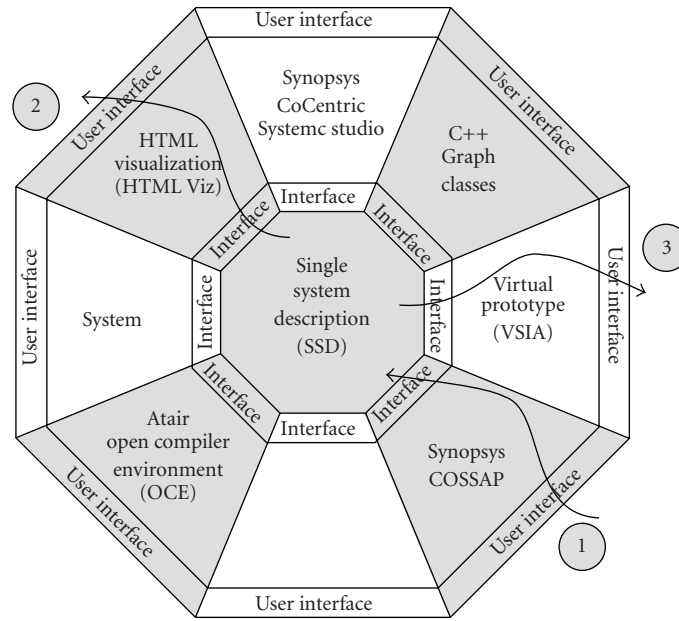 User interface
Synopsys
CoCentric
Systemc studio
User interface
HTML
visualization
(HTML Viz)
2
User interface
C++
Graph
classes
Interface
Interface
Interface
User interface
System
Interface
Single
system
description
(SSD)
Interface
Virtual
prototype
(VSIA)
User interface
3
Interface
Interface
Interface
Atair
open compiler
environment
(OCE)
User interface
Synopsys
COSSAP
User interface
1
User interface